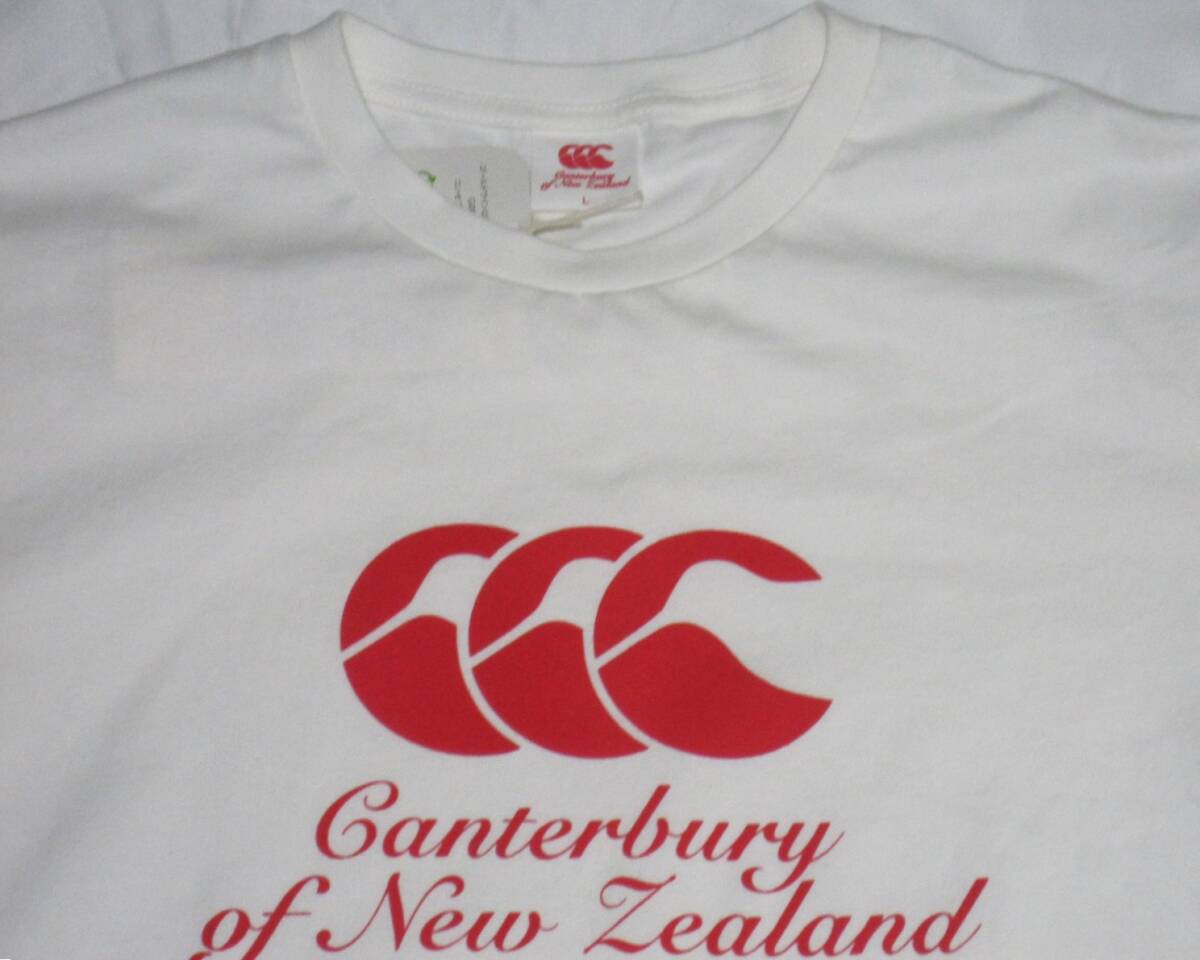 Canterbury
of New Zealand
L
Canterbury
of New Zealand